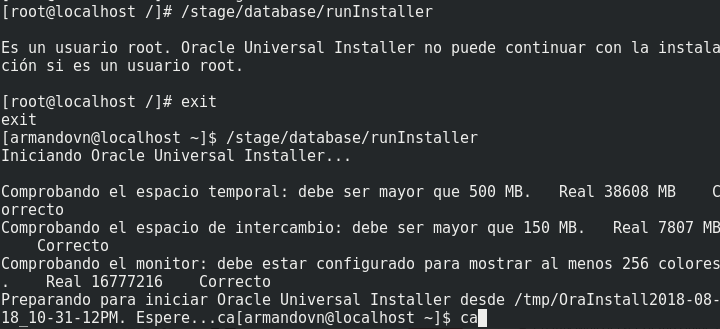 [root@localhost /]# /stage/database/runInstaller
Es un usuario root. Oracle Universal Installer no puede continuar con la instala
ción si es un usuario root.
[root@localhost /]# exit
exit
[armandovn@localhost ~]$ /stage/database/runInstaller
Iniciando Oracle Universal Installer...
Comprobando el espacio temporal: debe ser mayor que 500 MB.   Real 38608 MB    C
orrecto
Comprobando el espacio de intercambio: debe ser mayor que 150 MB.   Real 7807 MB
    Correcto
Comprobando el monitor: debe estar configurado para mostrar al menos 256 colores
.    Real 16777216    Correcto
Preparando para iniciar Oracle Universal Installer desde /tmp/OraInstall2018-08-
18_10-31-12PM. Espere...ca[armandovn@localhost ~]$ ca